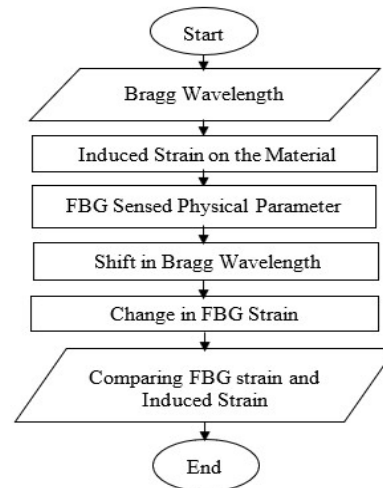 Start
Bragg Wavelength
Induced Strain on the Material
FBG Sensed Physical Parameter
Shift in Bragg Wavelength
Change in FBG Strain
Comparing FBG strain and
Induced Strain
End